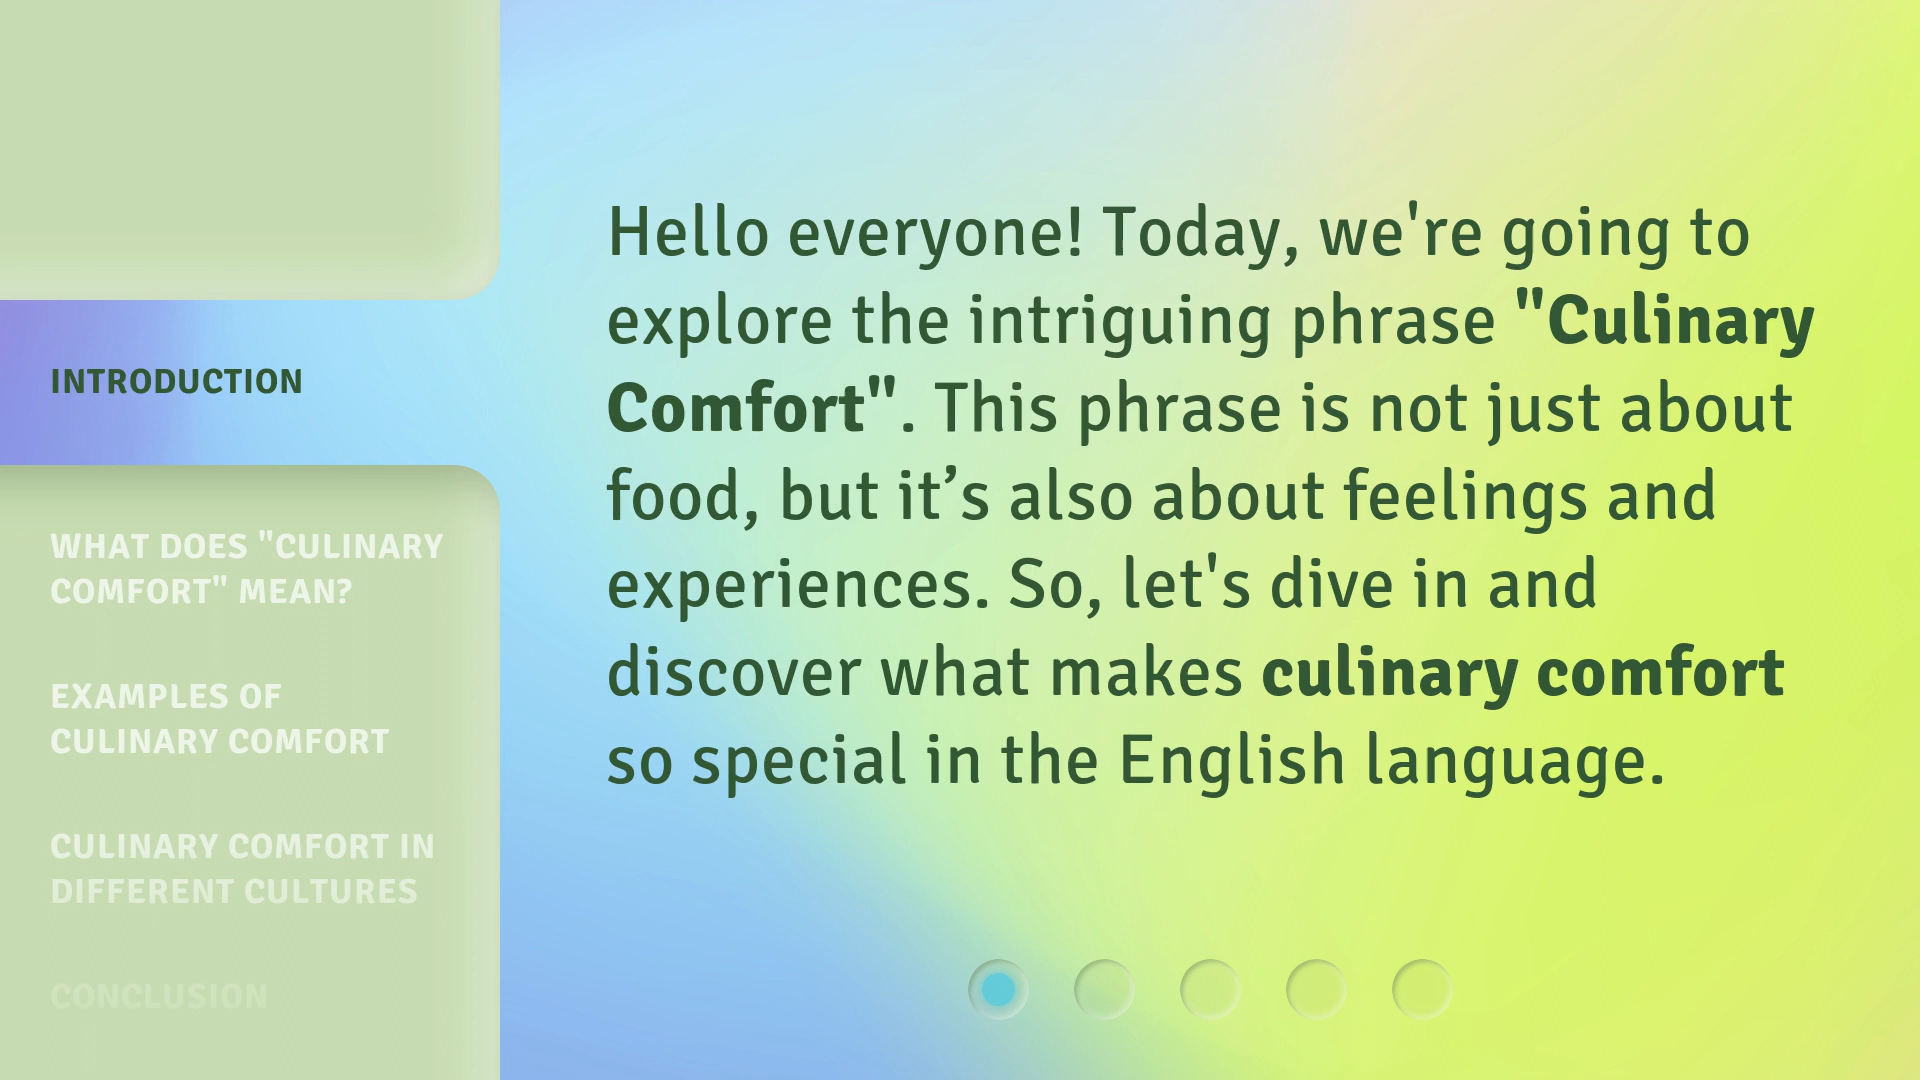 INTRODUCTION
WHAT DOES "CULINARY
COMFORT" MEAN?
EXAMPLES OF
CULINARY COMFORT
CULINARY COMFORT IN
DIFFERENT CULTURES
CONCLUSION
Hello everyone! Today, we're going to
explore the intriguing phrase "Culinary
Comfort". This phrase is not just about
food, but it’s also about feelings and
experiences. So, let's dive in and
discover what makes culinary comfort
so special in the English language.